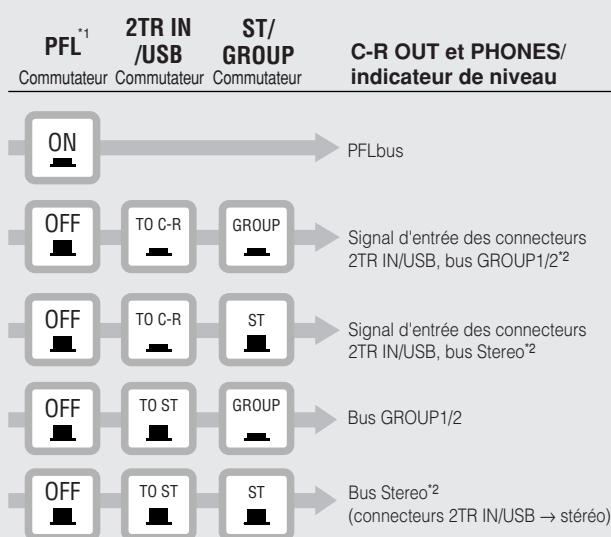 PFL*1
Commutateur
2TR IN
/USB
Commutateur
ST/
GROUP
Commutateur
C-R OUT et PHONES/
indicateur de niveau
ON
PFLbus
OFF
TO C-R
GROUP
Signal d'entrée des connecteurs
2TR IN/USB, bus GROUP1/2*2
OFF
TO C-R
ST
Signal d'entrée des connecteurs
2TR IN/USB, bus Stereo*2
OFF
TO ST
GROUP
Bus GROUP1/2
OFF
TO ST
ST
Bus Stereo*2
(connecteurs 2TR IN/USB → stéréo)